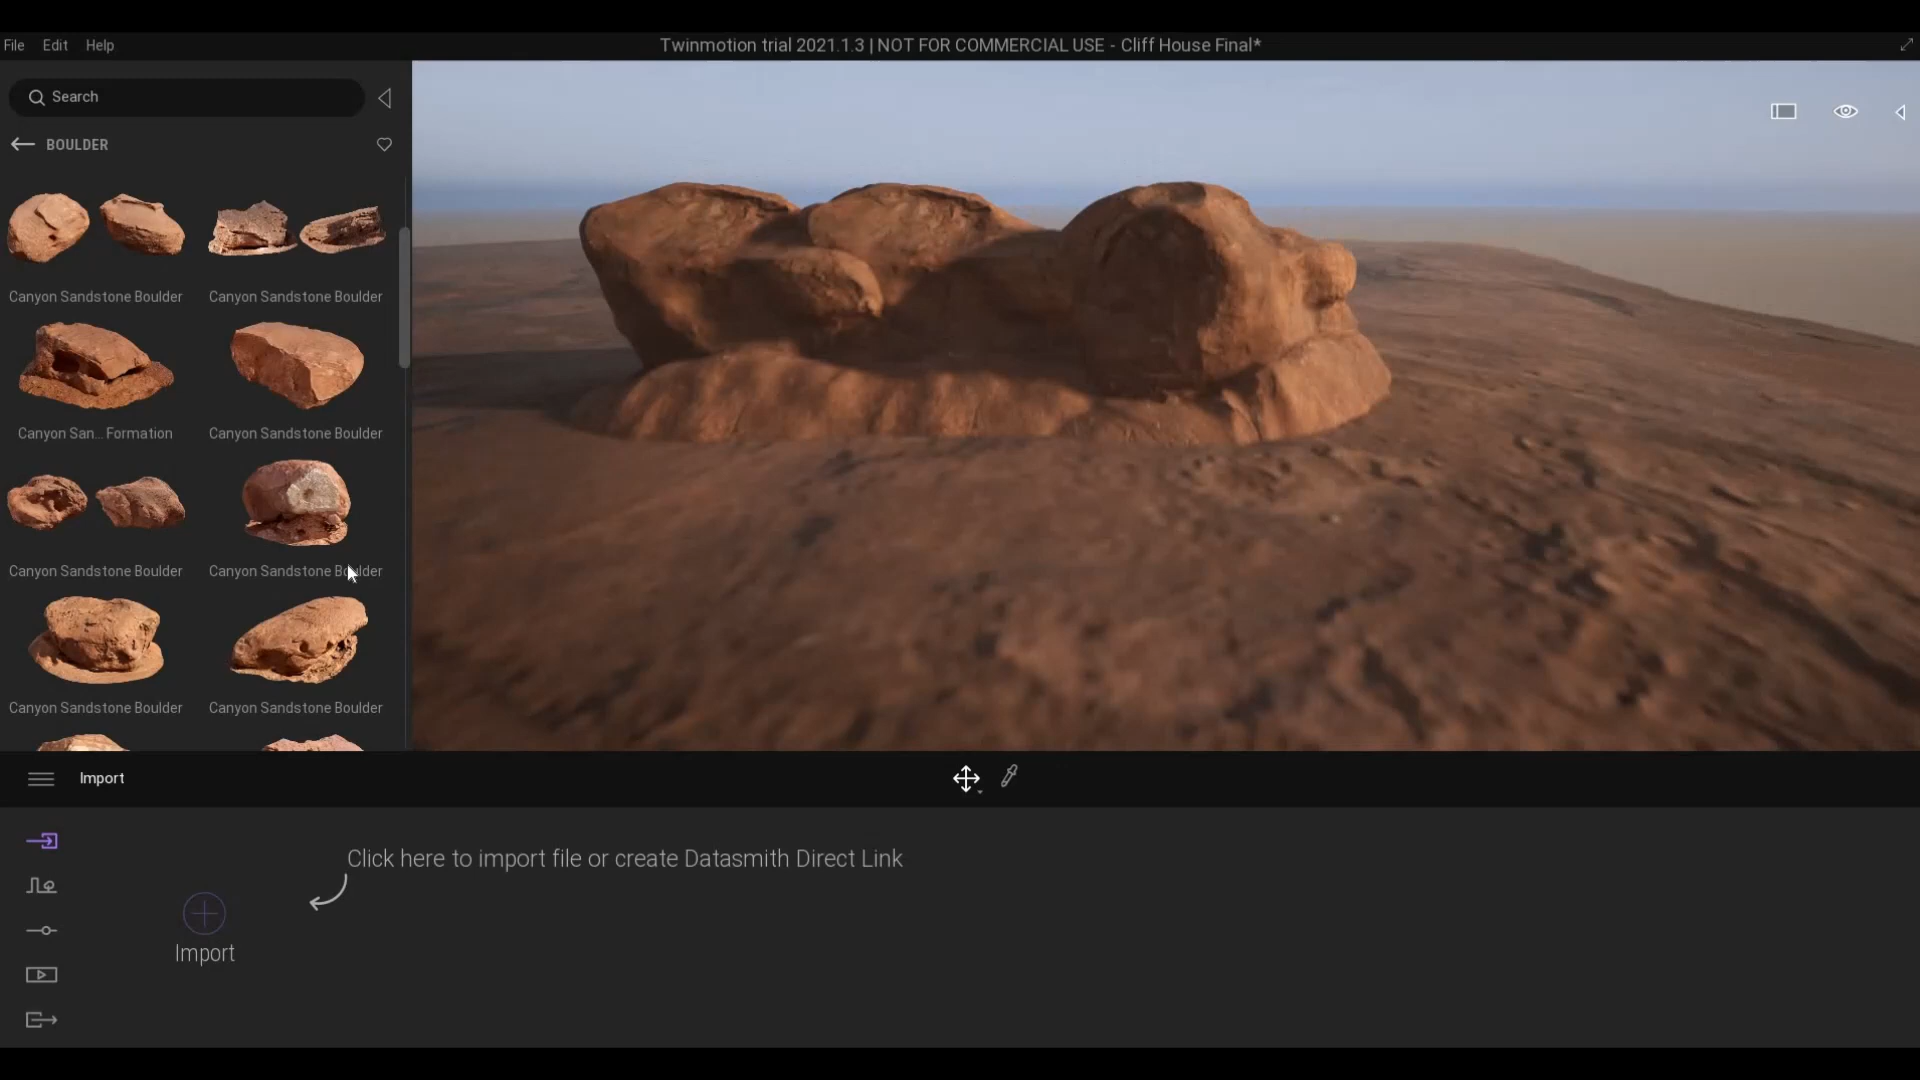 File Edit Help
Twinmotion trial 2021.1.3 | NOT FOR COMMERCIAL USE - Cliff House Final*
Search
BOULDER
Canyon Sandstone Boulder
Canyon Sandstone Boulder
Canyon San... Formation
Canyon Sandstone Boulder
Canyon Sandstone Boulder
Canyon Sandstone Boulder
Canyon Sandstone Boulder
Canyon Sandstone Boulder
Import
Click here to import file or create Datasmith Direct Link
Import